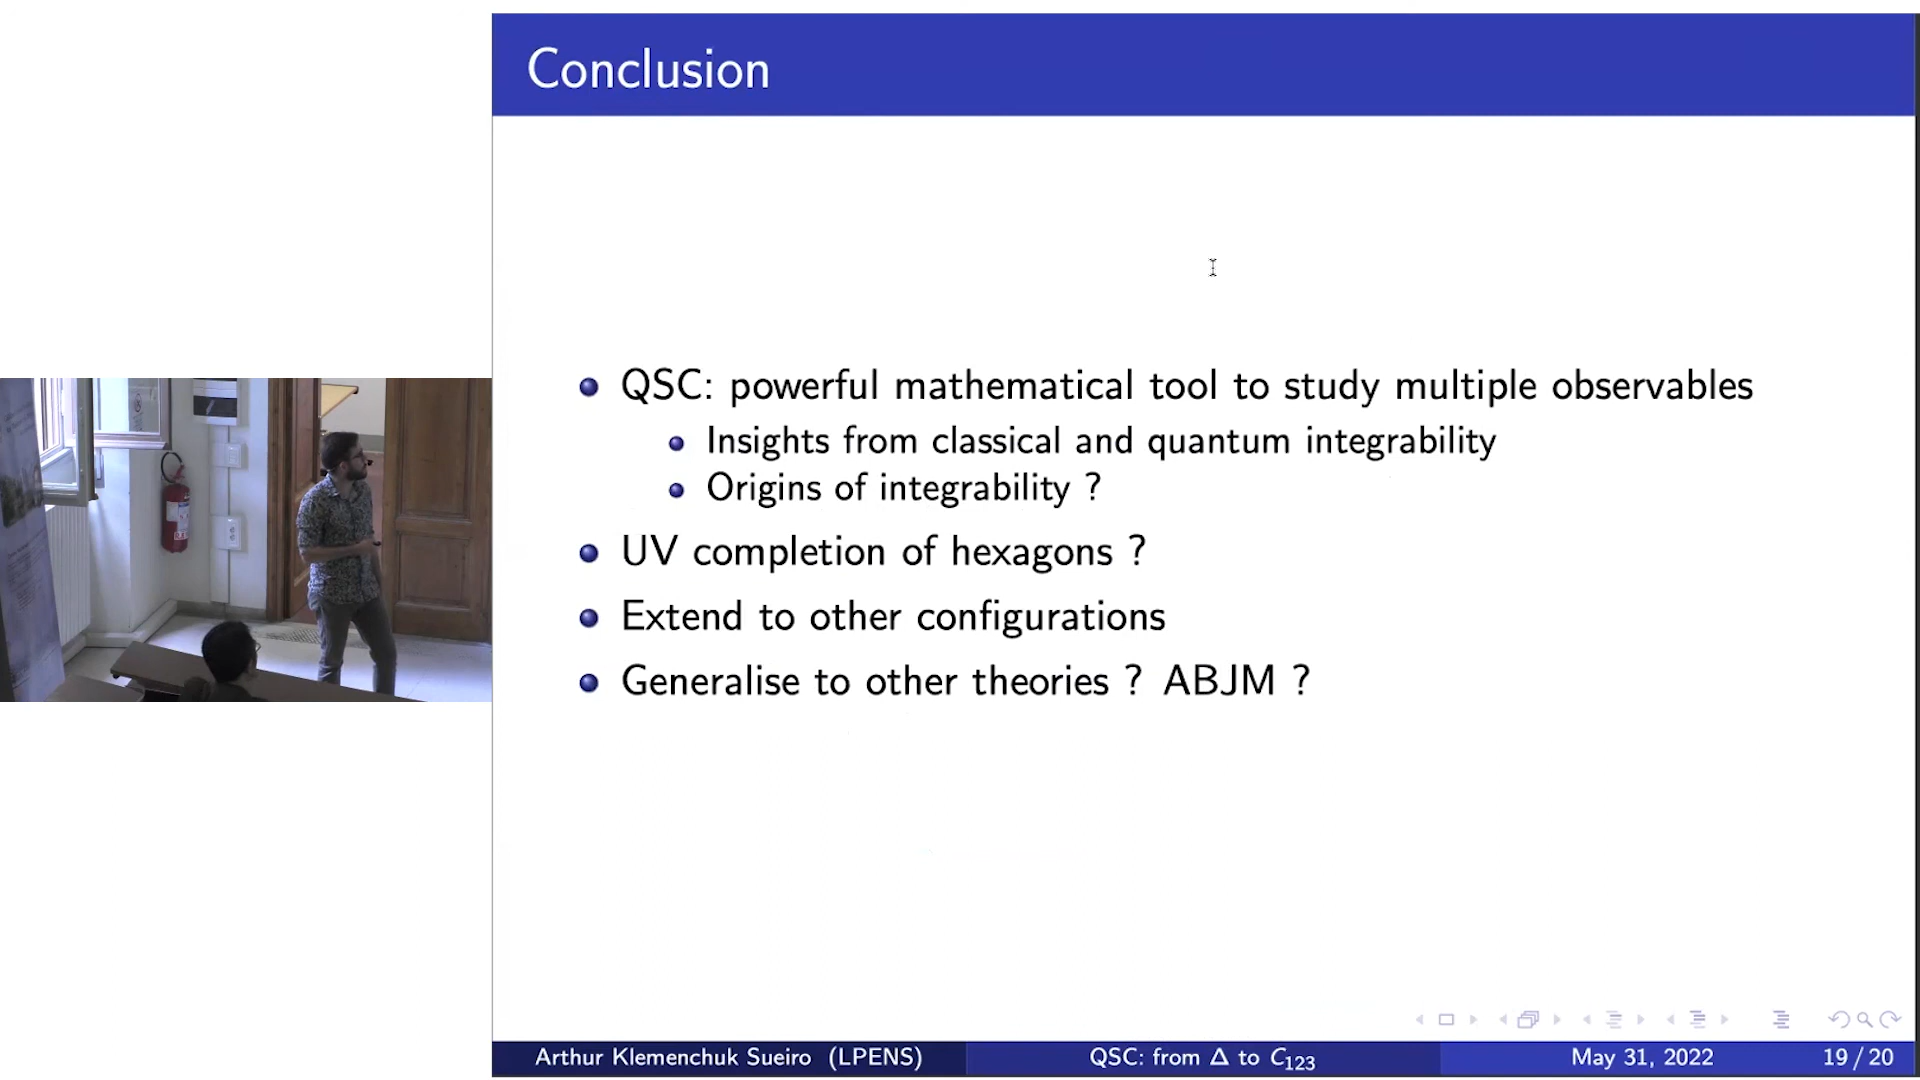 Conclusion
QSC: powerful mathematical tool to study multiple observables
Insights from classical and quantum integrability
Origins of integrability ?
UV completion of hexagons ?
Extend to other configurations
Generalise to other theories ? ABJM ?
Arthur Klemenchuk Sueiro (LPENS) QSC: from Δ to C₁₂₃ May 31, 2022 19 / 20